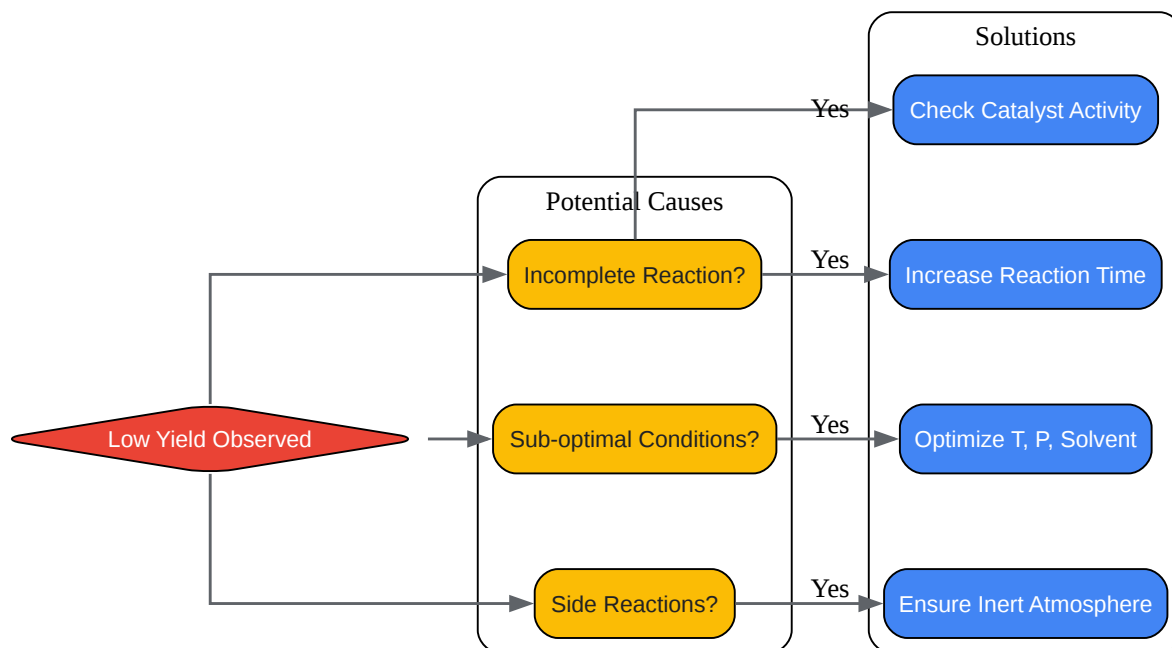 Solutions
Yes
Check Catalyst Activity
Potential Causes
Incomplete Reaction?
Yes
Increase Reaction Time
Low Yield Observed
Sub-optimal Conditions?
Yes
Optimize T, P, Solvent
Side Reactions?
Yes
Ensure Inert Atmosphere